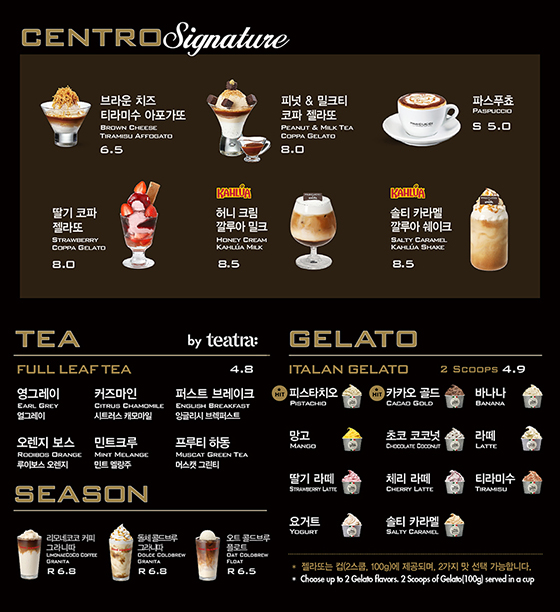 CENTRO Signature
브라운 치즈
티라미수 아포가또
BROWN CHEESE
TIRAMISU AFFOGATO
6.5
피넛 & 밀크티
코파 젤라또
PEANUT & MILK TEA
COPPA GELATO
8.0
파스푸쵸
PASPUCCIO
S 5.0
딸기 코파
젤라또
STRAWBERRY
COPPA GELATO
8.0
KAHLÚA
허니 크림
깔루아 밀크
HONEY CREAM
KAHLÚA MILK
8.5
KAHLÚA
솔티 카라멜
깔루아 쉐이크
SALTY CARAMEL
KAHLÚA SHAKE
8.5
TEA by teatra:
FULL LEAF TEA 4.8
영그레이
EARL GREY
얼그레이
커즈마인
CITRUS CHAMOMILE
시트러스 캐모마일
퍼스트 브레이크
ENGLISH BREAKFAST
잉글리시 브렉퍼스트
오렌지 보스
ROOIBOS ORANGE
루이보스 오렌지
민트크루
MINT MELANGE
민트 멜랑주
프루티 하동
MUSCAT GREEN TEA
머스캣 그린티
SEASON
리모네코코 커피
그라니따
LIMONECOCO COFFEE
GRANITA
R 6.8
돌체 콜드브루
그라니따
DOLCE COLDBREW
GRANITA
R 6.8
오트 콜드브루
플로트
OAT COLDBREW
FLOAT
R 6.5
GELATO
ITALAN GELATO 2 SCOOPS 4.9
HIT
피스타치오
PISTACHIO
HIT
카카오 골드
CACAO GOLD
바나나
BANANA
망고
MANGO
초코 코코넛
CHOCOLATE COCONUT
라떼
LATTE
딸기 라떼
STRAWBERRY LATTE
체리 라떼
CHERRY LATTE
티라미수
TIRAMISU
요거트
YOGURT
솔티 카라멜
SALTY CARAMEL
• 젤라또는 컵(2스쿱, 100g)에 제공되며, 2가지 맛 선택 가능합니다.
• Choose up to 2 Gelato flavors. 2 Scoops of Gelato(100g) served in a cup